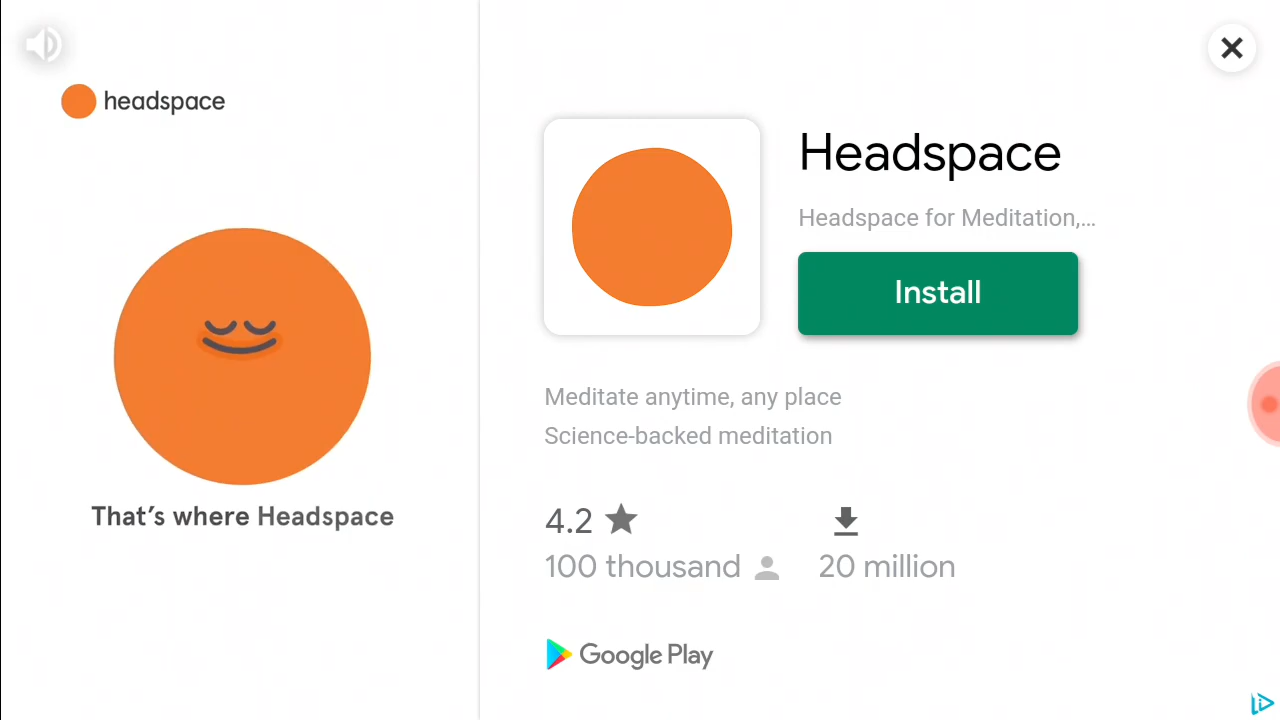 headspace
That's where Headspace
Headspace
Headspace for Meditation,...
Install
Meditate anytime, any place
Science-backed meditation
4.2
100 thousand
20 million
Google Play